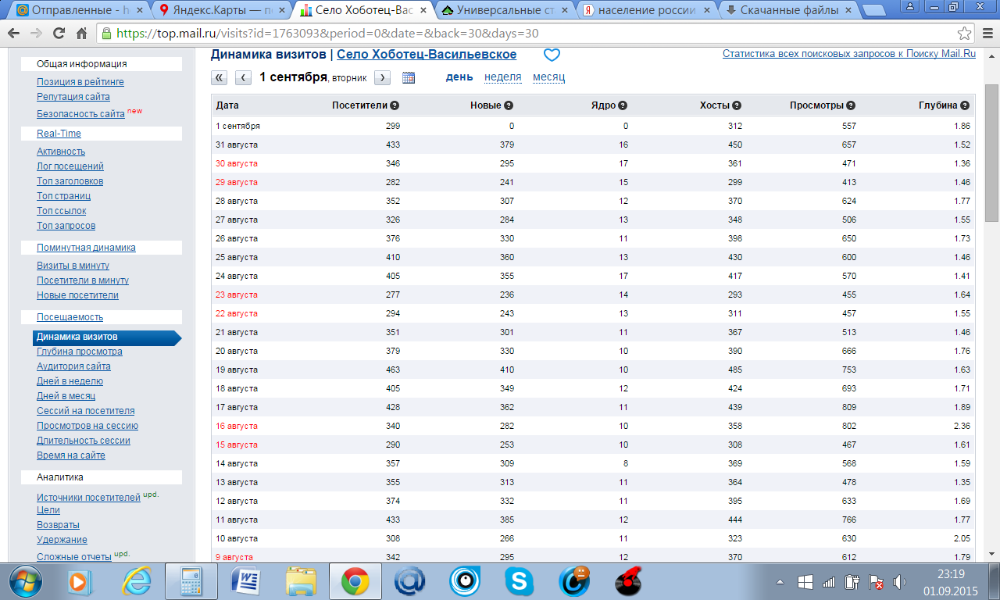 Отправленные - h
Яндекс.Карты — п
Село Хоботец-Вас
Универсальные ст
население россии
Скачанные файлы
https://top.mail.ru/visits?id=1763093&period=0&date=&back=30&days=30
Общая информация
Позиция в рейтинге
Репутация сайта
Безопасность сайта new
Real-Time
Активность
Лог посещений
Топ заголовков
Топ страниц
Топ ссылок
Топ запросов
Поминутная динамика
Визиты в минуту
Посетители в минуту
Новые посетители
Посещаемость
Динамика визитов
Глубина просмотра
Аудитория сайта
Дней в неделю
Дней в месяц
Сессий на посетителя
Просмотров на сессию
Длительность сессии
Время на сайте
Аналитика
Источники посетителей upd.
Цели
Возвраты
Удержание
Сложные отчеты upd.
Динамика визитов | Село Хоботец-Васильевское
Статистика всех поисковых запросов к Поиску Mail.Ru
« ‹ 1 сентября, вторник › день неделя месяц
Дата Посетители ? Новые ? Ядро ? Хосты ? Просмотры ? Глубина ?
1 сентября 299 0 0 312 557 1.86
31 августа 433 379 16 450 657 1.52
30 августа 346 295 17 361 471 1.36
29 августа 282 241 15 299 413 1.46
28 августа 352 307 12 370 624 1.77
27 августа 326 284 13 348 506 1.55
26 августа 376 330 11 398 650 1.73
25 августа 410 360 13 430 600 1.46
24 августа 405 355 17 417 570 1.41
23 августа 277 236 14 293 455 1.64
22 августа 294 243 13 311 457 1.55
21 августа 351 301 11 367 513 1.46
20 августа 379 330 10 390 666 1.76
19 августа 463 410 10 485 753 1.63
18 августа 405 349 12 424 693 1.71
17 августа 428 362 11 439 809 1.89
16 августа 340 282 10 358 802 2.36
15 августа 290 253 10 308 467 1.61
14 августа 357 309 8 369 568 1.59
13 августа 355 313 11 364 478 1.35
12 августа 374 332 11 395 633 1.69
11 августа 433 385 12 444 766 1.77
10 августа 308 266 11 323 630 2.05
9 августа 342 295 12 370 612 1.79
23:19
01.09.2015